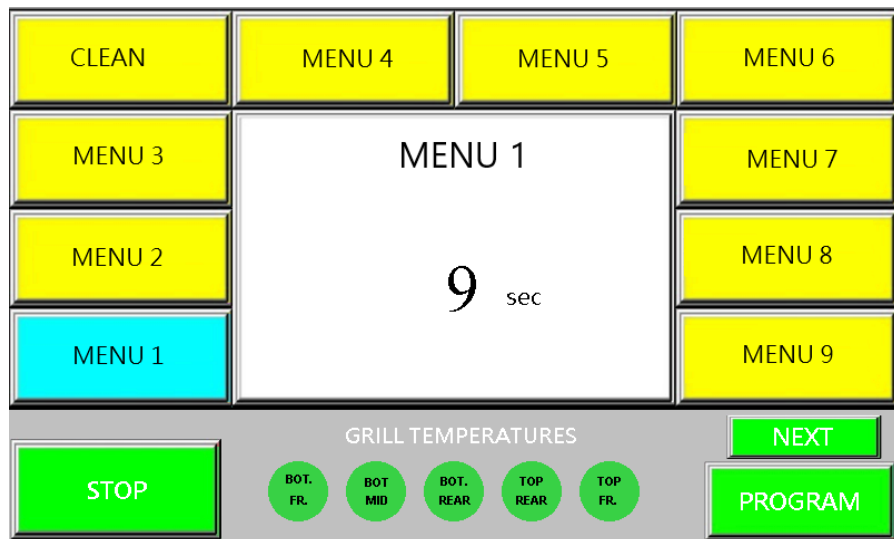 CLEAN
MENU 4
MENU 5
MENU 6
MENU 3
MENU 1
MENU 7
MENU 2
9 sec
MENU 8
MENU 1
MENU 9
GRILL TEMPERATURES
NEXT
STOP
BOT.
FR.
BOT
MID
BOT.
REAR
TOP
REAR
TOP
FR.
PROGRAM